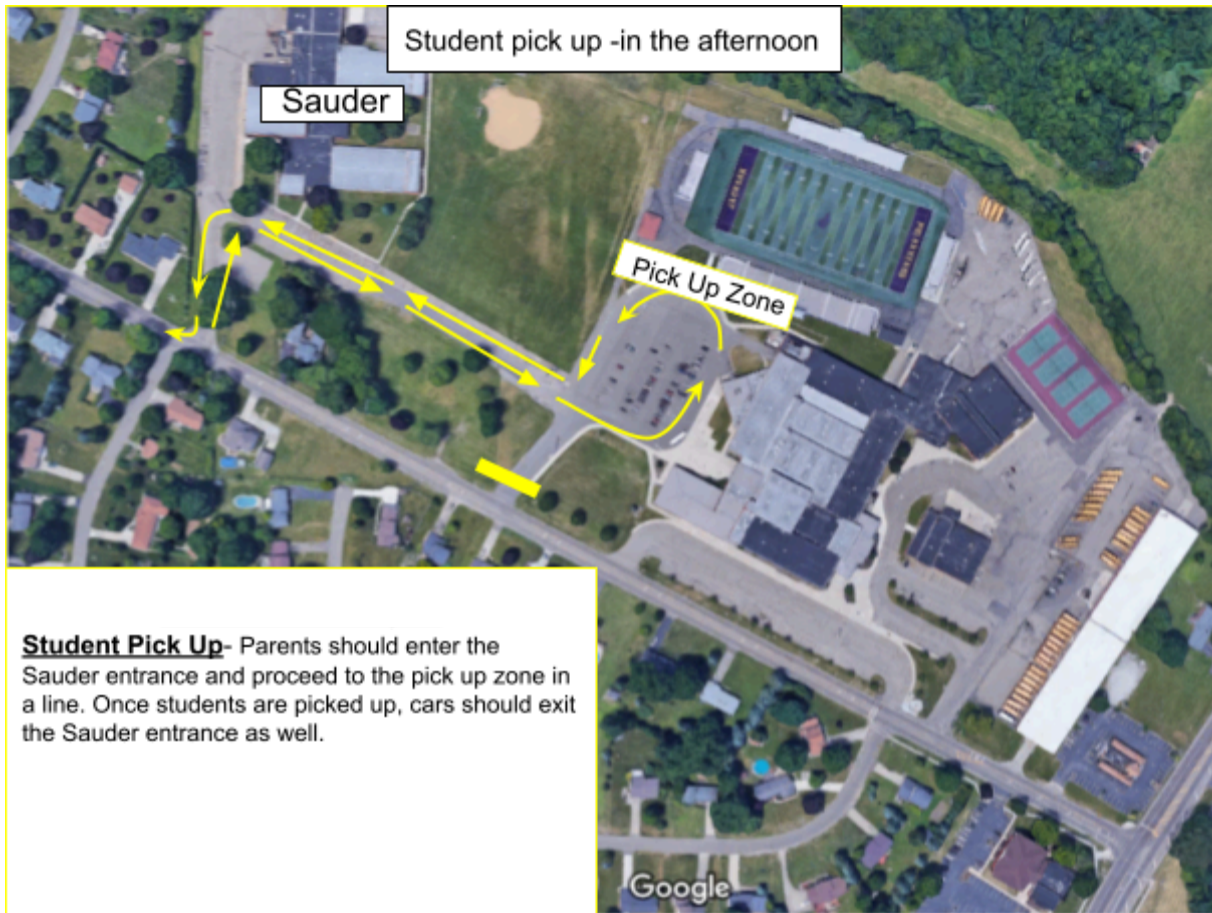 Student pick up -in the afternoon
Sauder
Pick Up Zone
Student Pick Up- Parents should enter the
Sauder entrance and proceed to the pick up zone in
a line. Once students are picked up, cars should exit
the Sauder entrance as well.
Google